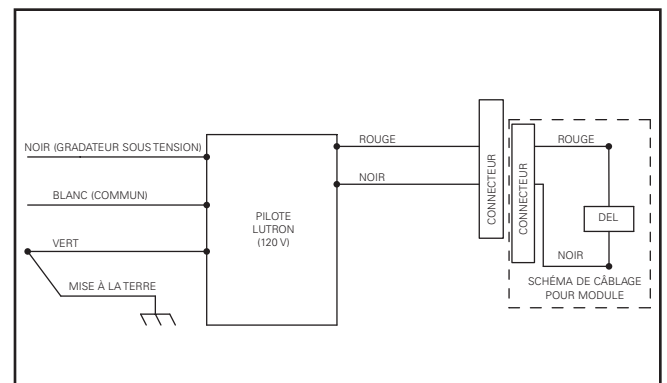 NOIR (GRADATEUR SOUS TENSION)
BLANC (COMMUN)
VERT
MISE À LA TERRE
PILOTE
LUTRON
(120 V)
ROUGE
NOIR
CONNECTEUR
CONNECTEUR
ROUGE
DEL
NOIR
SCHÉMA DE CÂBLAGE
POUR MODULE